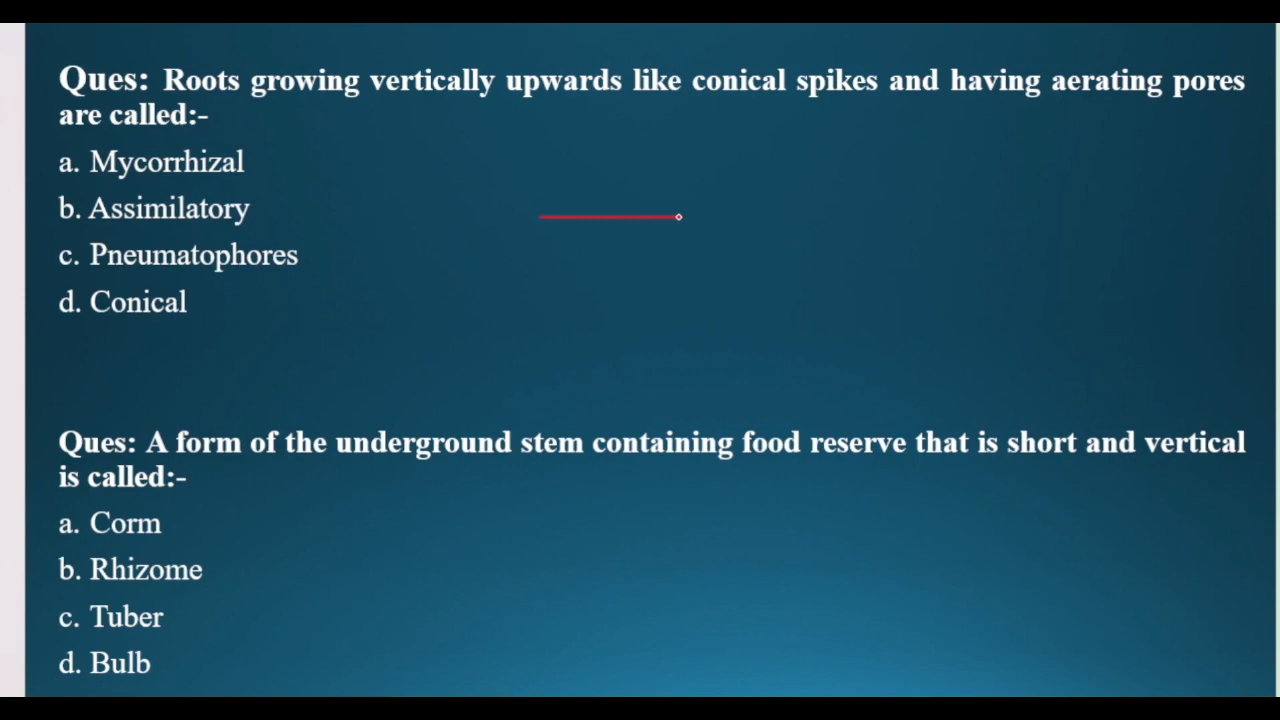 Ques: Roots growing vertically upwards like conical spikes and having aerating pores
are called:-
a. Mycorrhizal
b. Assimilatory
c. Pneumatophores
d. Conical
Ques: A form of the underground stem containing food reserve that is short and vertical
is called:-
a. Corm
b. Rhizome
c. Tuber
d. Bulb